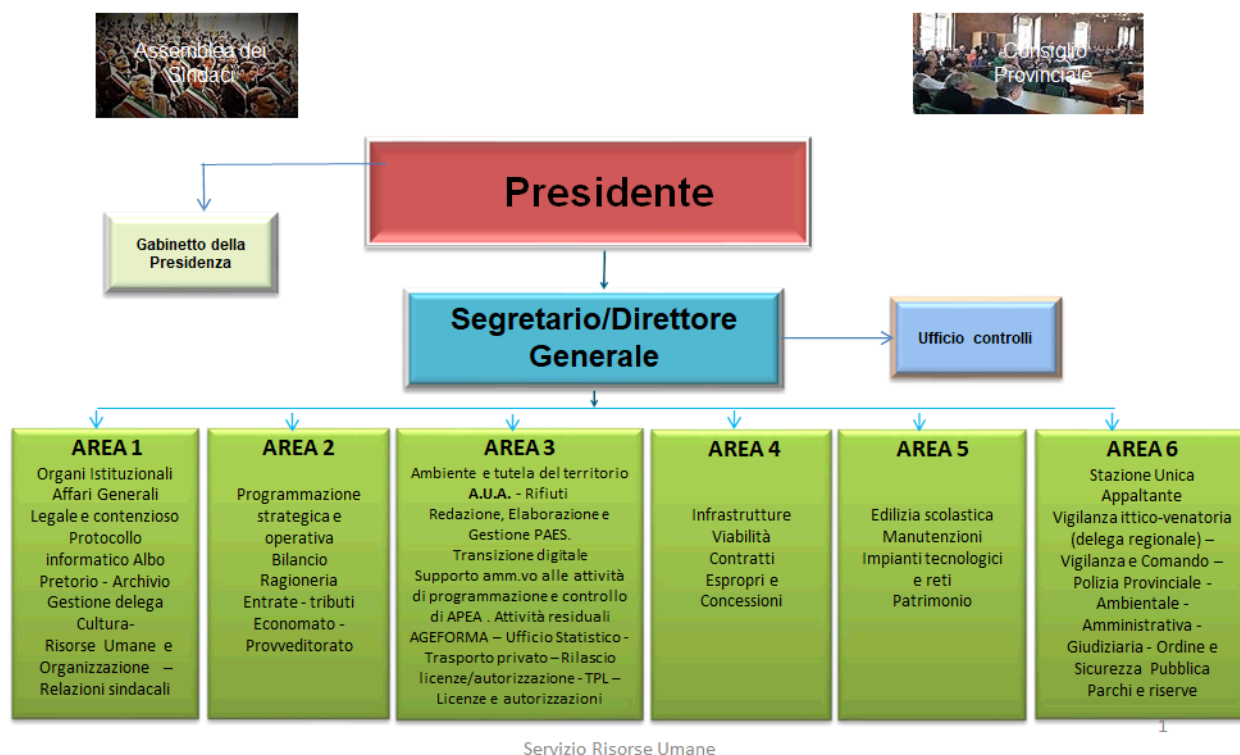 Assemblea dei
Sindaci
Consiglio
Provinciale
Presidente
Gabinetto della
Presidenza
Segretario/Direttore
Generale
Ufficio controlli
AREA 1
Organi Istituzionali
Affari Generali
Legale e contenzioso
Protocollo
informatico Albo
Pretorio - Archivio
Gestione delega
Cultura-
Risorse Umane e
Organizzazione –
Relazioni sindacali
AREA 2
Programmazione
strategica e
operativa
Bilancio
Ragioneria
Entrate - tributi
Economato -
Provveditorato
AREA 3
Ambiente e tutela del territorio
A.U.A. - Rifiuti
Redazione, Elaborazione e
Gestione PAES.
Transizione digitale
Supporto amm.vo alle attività
di programmazione e controllo
di APEA . Attività residuali
AGEFORMA – Ufficio Statistico -
Trasporto privato – Rilascio
licenze/autorizzazione - TPL –
Licenze e autorizzazioni
AREA 4
Infrastrutture
Viabilità
Contratti
Espropri e
Concessioni
AREA 5
Edilizia scolastica
Manutenzioni
Impianti tecnologici
e reti
Patrimonio
AREA 6
Stazione Unica
Appaltante
Vigilanza ittico-venatoria
(delega regionale) –
Vigilanza e Comando –
Polizia Provinciale -
Ambientale -
Amministrativa -
Giudiziaria - Ordine e
Sicurezza Pubblica
Parchi e riserve
1
Servizio Risorse Umane